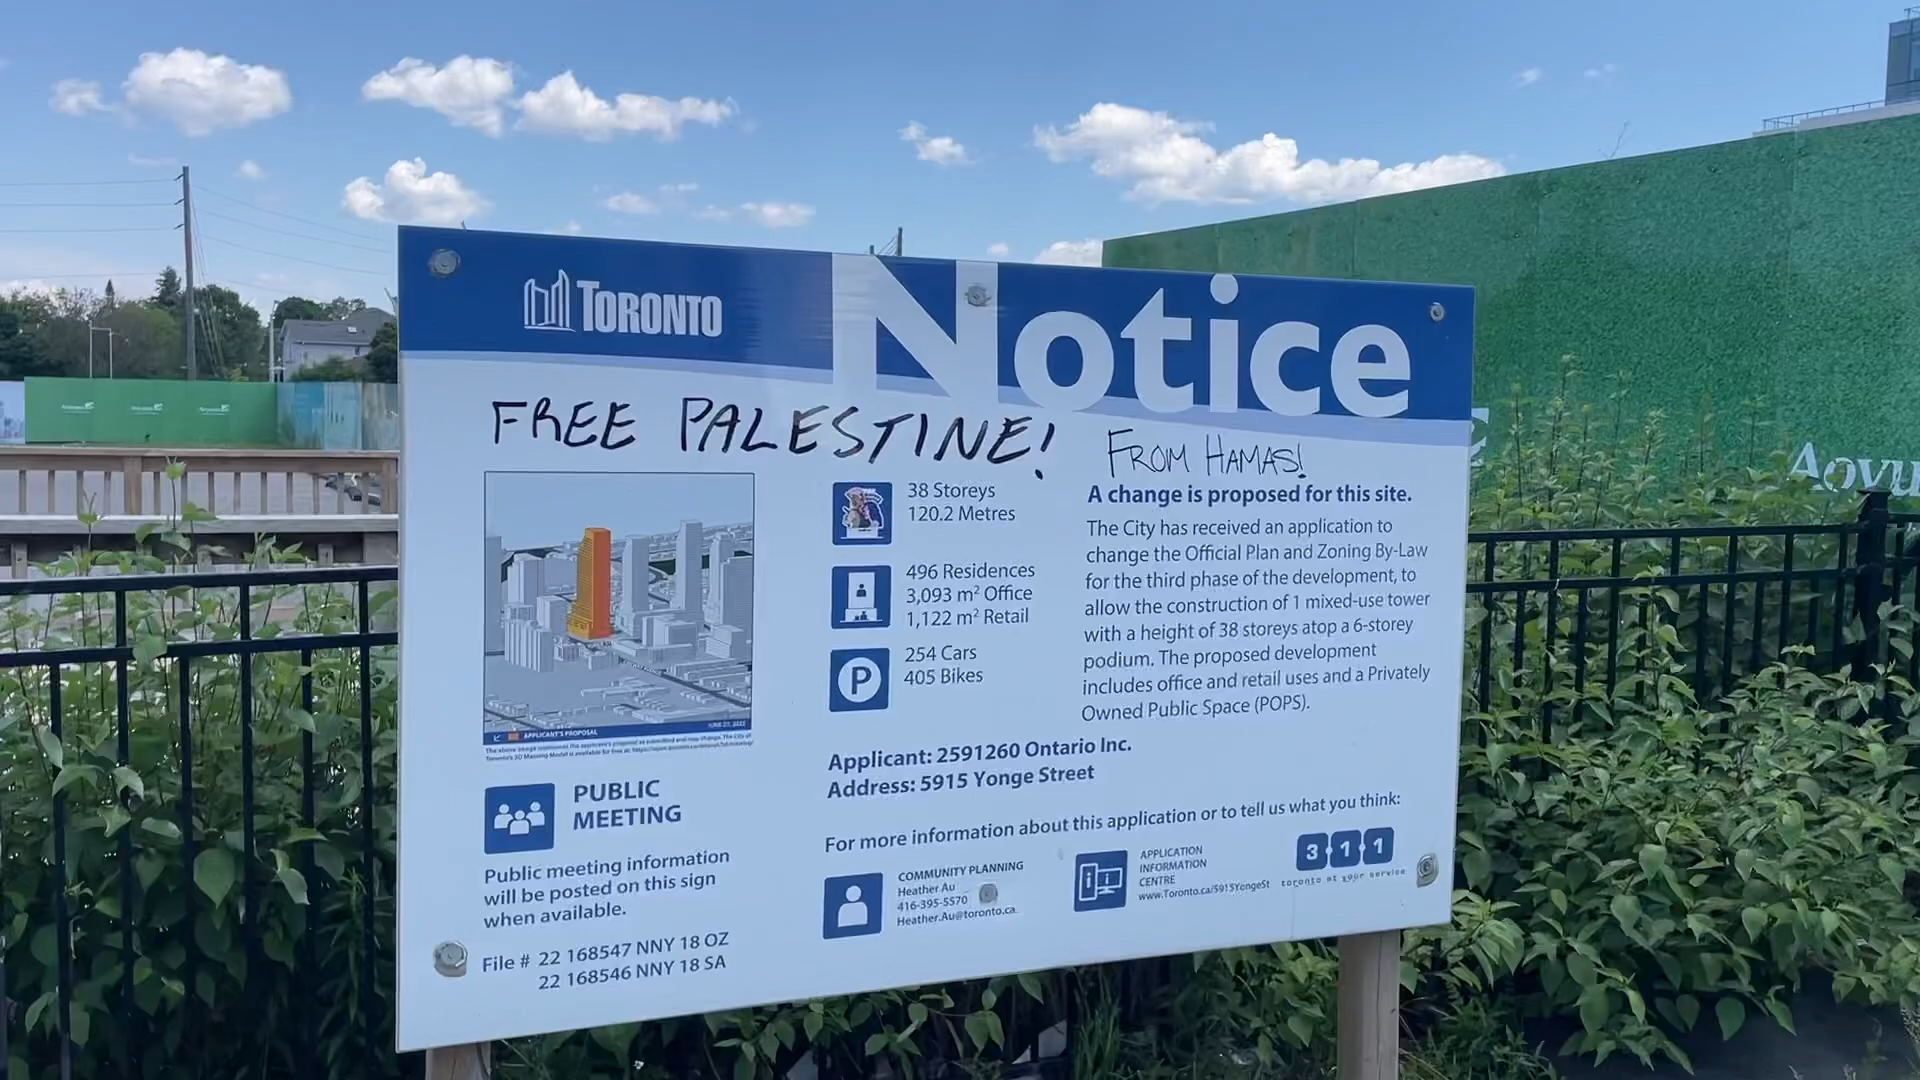 TORONTO
Notice
FREE PALESTINE!
FROM HAMAS!
38 Storeys
120.2 Metres
496 Residences
3,093 m² Office
1,122 m² Retail
P
254 Cars
405 Bikes
A change is proposed for this site.
The City has received an application to
change the Official Plan and Zoning By-Law
for the third phase of the development, to
allow the construction of 1 mixed-use tower
with a height of 38 storeys atop a 6-storey
podium. The proposed development
includes office and retail uses and a Privately
Owned Public Space (POPS).
APPLICANT'S PROPOSAL
Applicant: 2591260 Ontario Inc.
Address: 5915 Yonge Street
PUBLIC
MEETING
Public meeting information
will be posted on this sign
when available.
File # 22 168547 NNY 18 OZ
22 168546 NNY 18 SA
For more information about this application or to tell us what you think:
COMMUNITY PLANNING
Heather Au
416-395-5570
Heather.Au@toronto.ca
APPLICATION
INFORMATION
CENTRE
www.Toronto.ca/5915YongeSt
311
toronto at your service